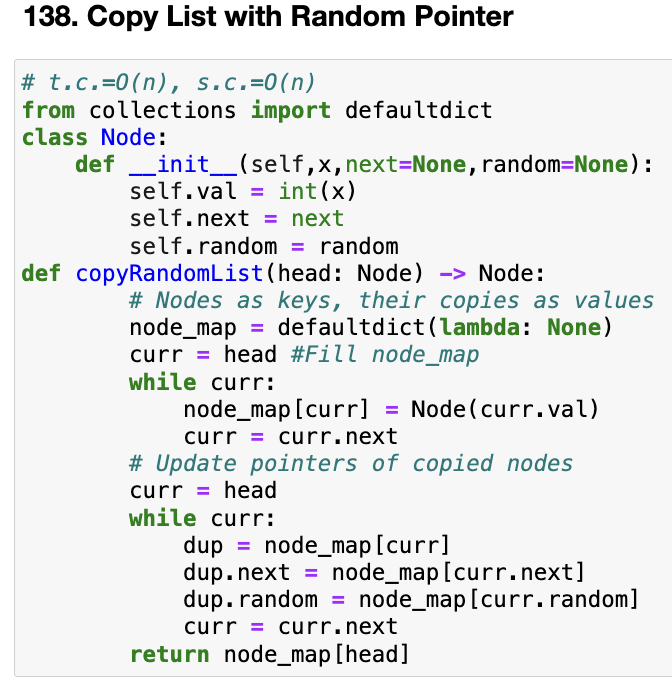 138. Copy List with Random Pointer
# t.c.=O(n), s.c.=O(n)
from collections import defaultdict
class Node:
    def __init__(self,x,next=None,random=None):
        self.val = int(x)
        self.next = next
        self.random = random
def copyRandomList(head: Node) -> Node:
        # Nodes as keys, their copies as values
        node_map = defaultdict(lambda: None)
        curr = head #Fill node_map
        while curr:
            node_map[curr] = Node(curr.val)
            curr = curr.next
        # Update pointers of copied nodes
        curr = head
        while curr:
            dup = node_map[curr]
            dup.next = node_map[curr.next]
            dup.random = node_map[curr.random]
            curr = curr.next
        return node_map[head]